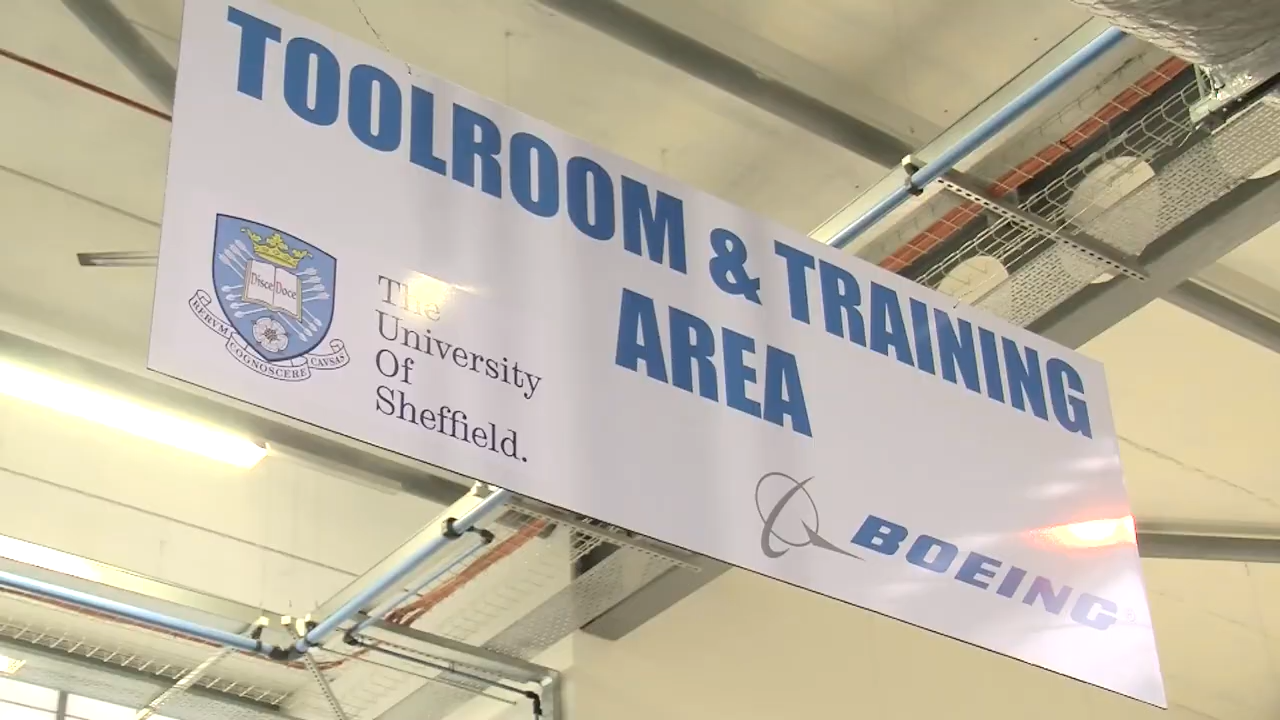 TOOLROOM & TRAINING
AREA
Disce Doce
RERVM COGNOSCERE CAVSAS
The
University
Of
Sheffield.
BOEING